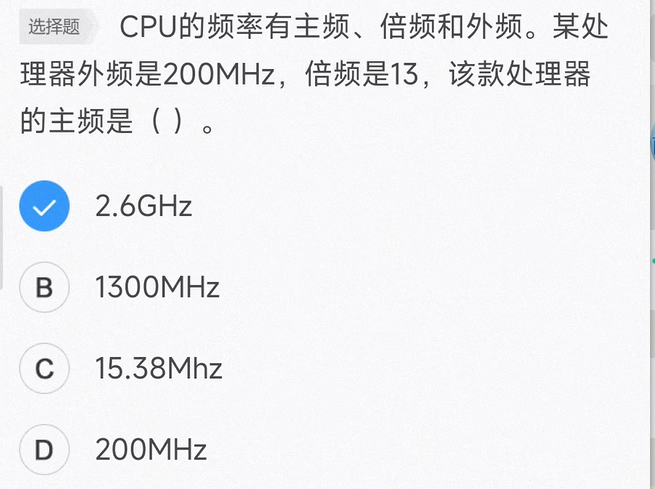 选择题 CPU的频率有主频、倍频和外频。某处
理器外频是200MHz，倍频是13，该款处理器
的主频是（ ）。
2.6GHz
B 1300MHz
C 15.38Mhz
D 200MHz